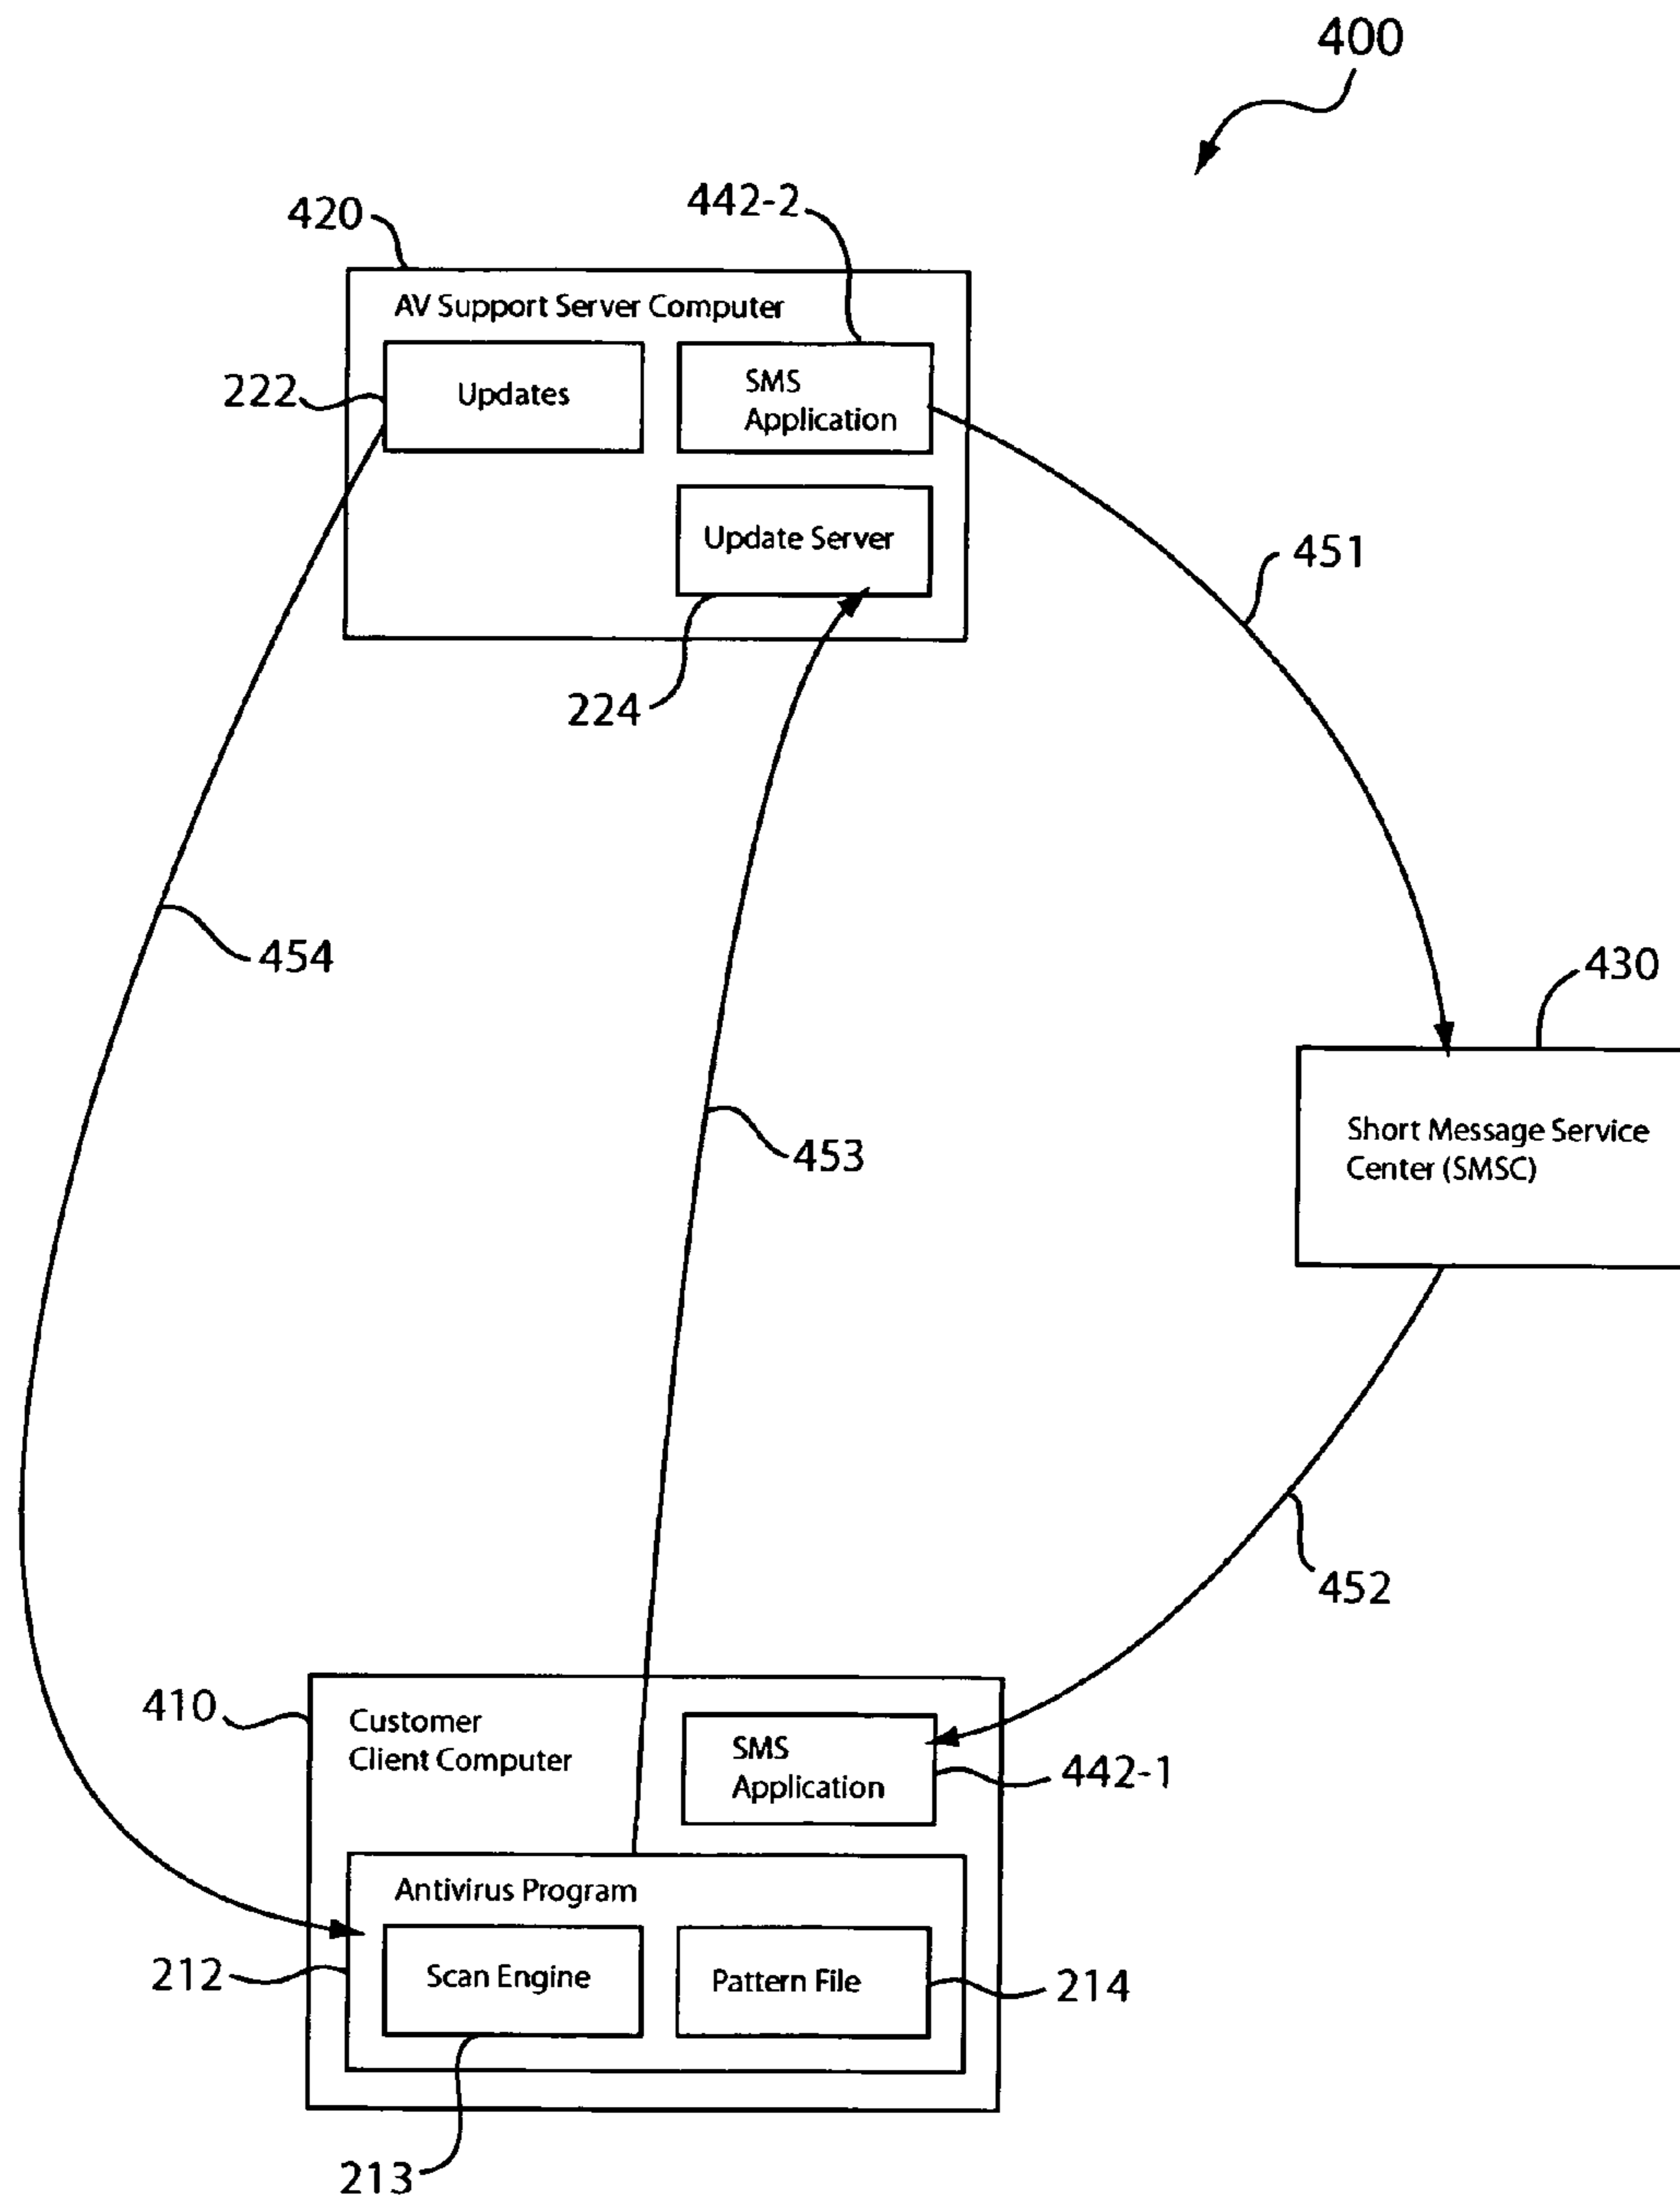 400
420
442-2
AV Support Server Computer
222
Updates
SMS
Application
Update Server
451
224
454
430
453
Short Message Service
Center (SMSC)
452
410
Customer
Client Computer
SMS
Application
442-1
Antivirus Program
212
Scan Engine
Pattern File
214
213